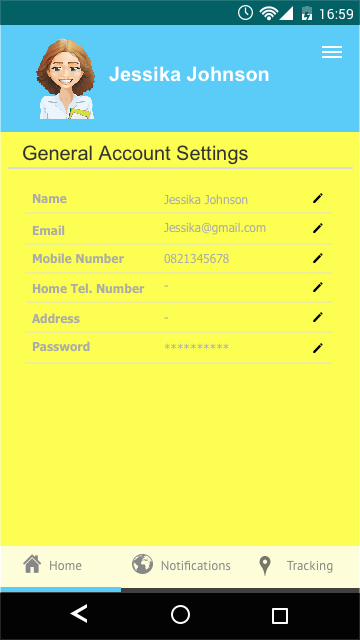 16:59
Jessika Johnson
General Account Settings
Name Jessika Johnson
Email Jessika@gmail.com
Mobile Number 0821345678
Home Tel. Number -
Address -
Password **********
Home Notifications Tracking